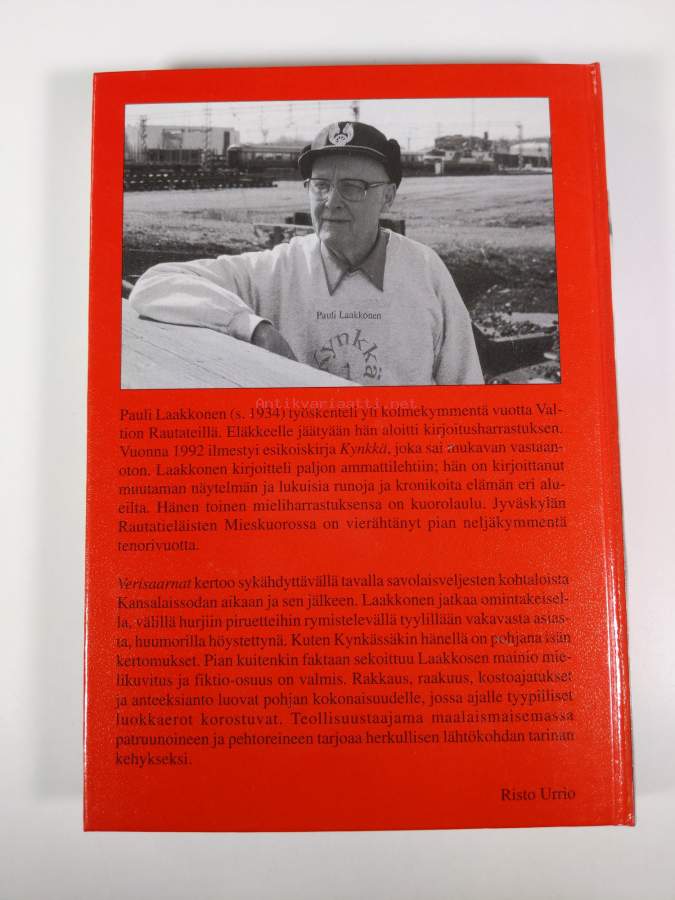 Pauli Laakkonen
Kynkkä
Antikvariaatti.net
Pauli Laakkonen (s. 1934) työskenteli yli kolmekymmentä vuotta Val-
tion Rautateillä. Eläkkeelle jäätyään hän aloitti kirjoitusharrastuksen.
Vuonna 1992 ilmestyi esikoiskirja Kynkkä, joka sai mukavan vastaan-
oton. Laakkonen kirjoitteli paljon ammattilehtiin; hän on kirjoittanut
muutaman näytelmän ja lukuisia runoja ja kronikoita elämän eri alu-
eilta. Hänen toinen mieliharrastuksensa on kuorolaulu. Jyväskylän
Rautatieläisten Mieskuorossa on vierähtänyt pian neljäkymmentä
tenorivuotta.
Verisaarnat kertoo sykähdyttävällä tavalla savolaisveljesten kohtaloista
Kansalaissodan aikaan ja sen jälkeen. Laakkonen jatkaa omintakeisel-
la, välillä hurjiin piruetteihin rymistelevällä tyylillään vakavasta asias-
ta, huumorilla höystettynä. Kuten Kynkässäkin hänellä on pohjana isän
kertomukset. Pian kuitenkin faktaan sekoittuu Laakkosen mainio mie-
likuvitus ja fiktio-osuus on valmis. Rakkaus, raakuus, kostoajatukset
ja anteeksianto luovat pohjan kokonaisuudelle, jossa ajalle tyypilliset
luokkaerot korostuvat. Teollisuustaajama maalaismaisemassa
patruunoineen ja pehtoreineen tarjoaa herkullisen lähtökohdan tarinan
kehykseksi.
Risto Urrio